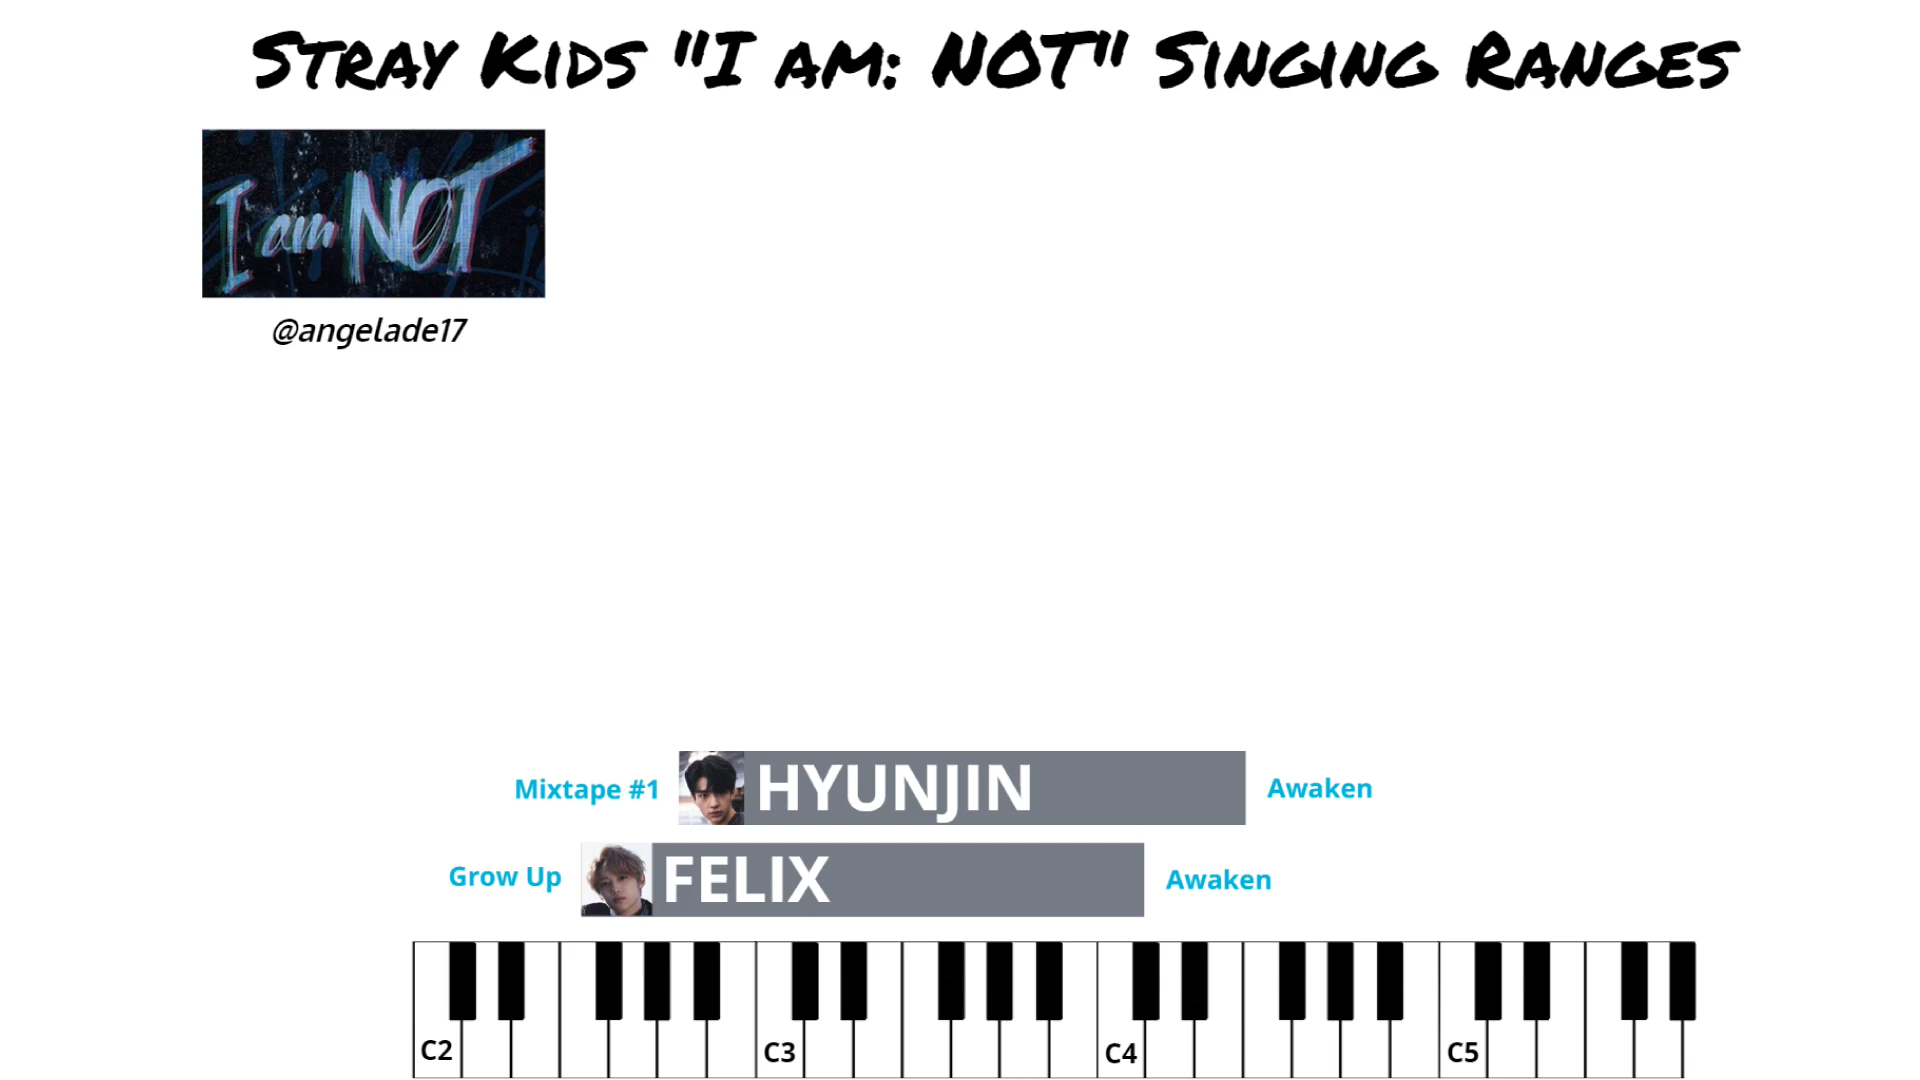 Stray Kids "I am: NOT" Singing Ranges
I am NOT
@angelade17
Mixtape #1 HYUNJIN Awaken
Grow Up FELIX Awaken
C2 C3 C4 C5